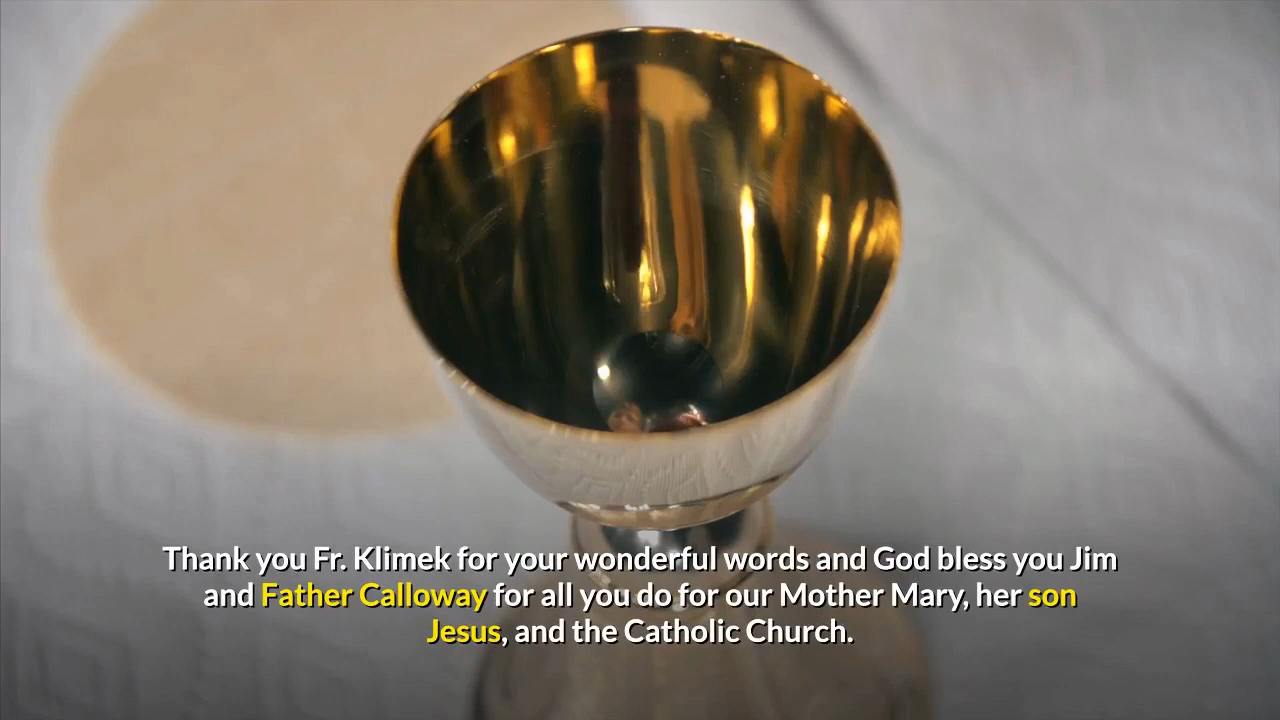 Thank you Fr. Klimek for your wonderful words and God bless you Jim
and Father Calloway for all you do for our Mother Mary, her son
Jesus, and the Catholic Church.